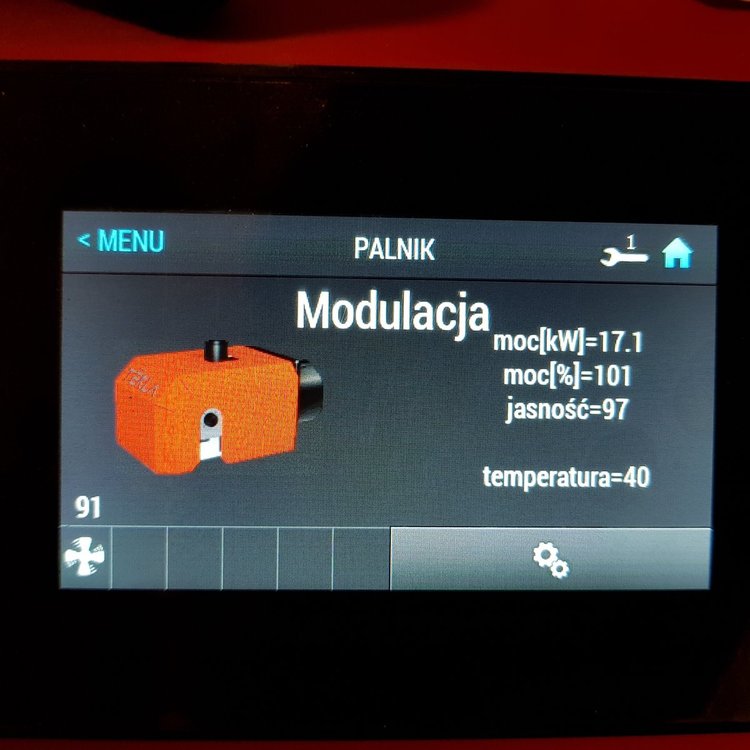 < MENU
PALNIK
1
Modulacja
moc[kW]=17.1
moc[%]=101
jasność=97
temperatura=40
91